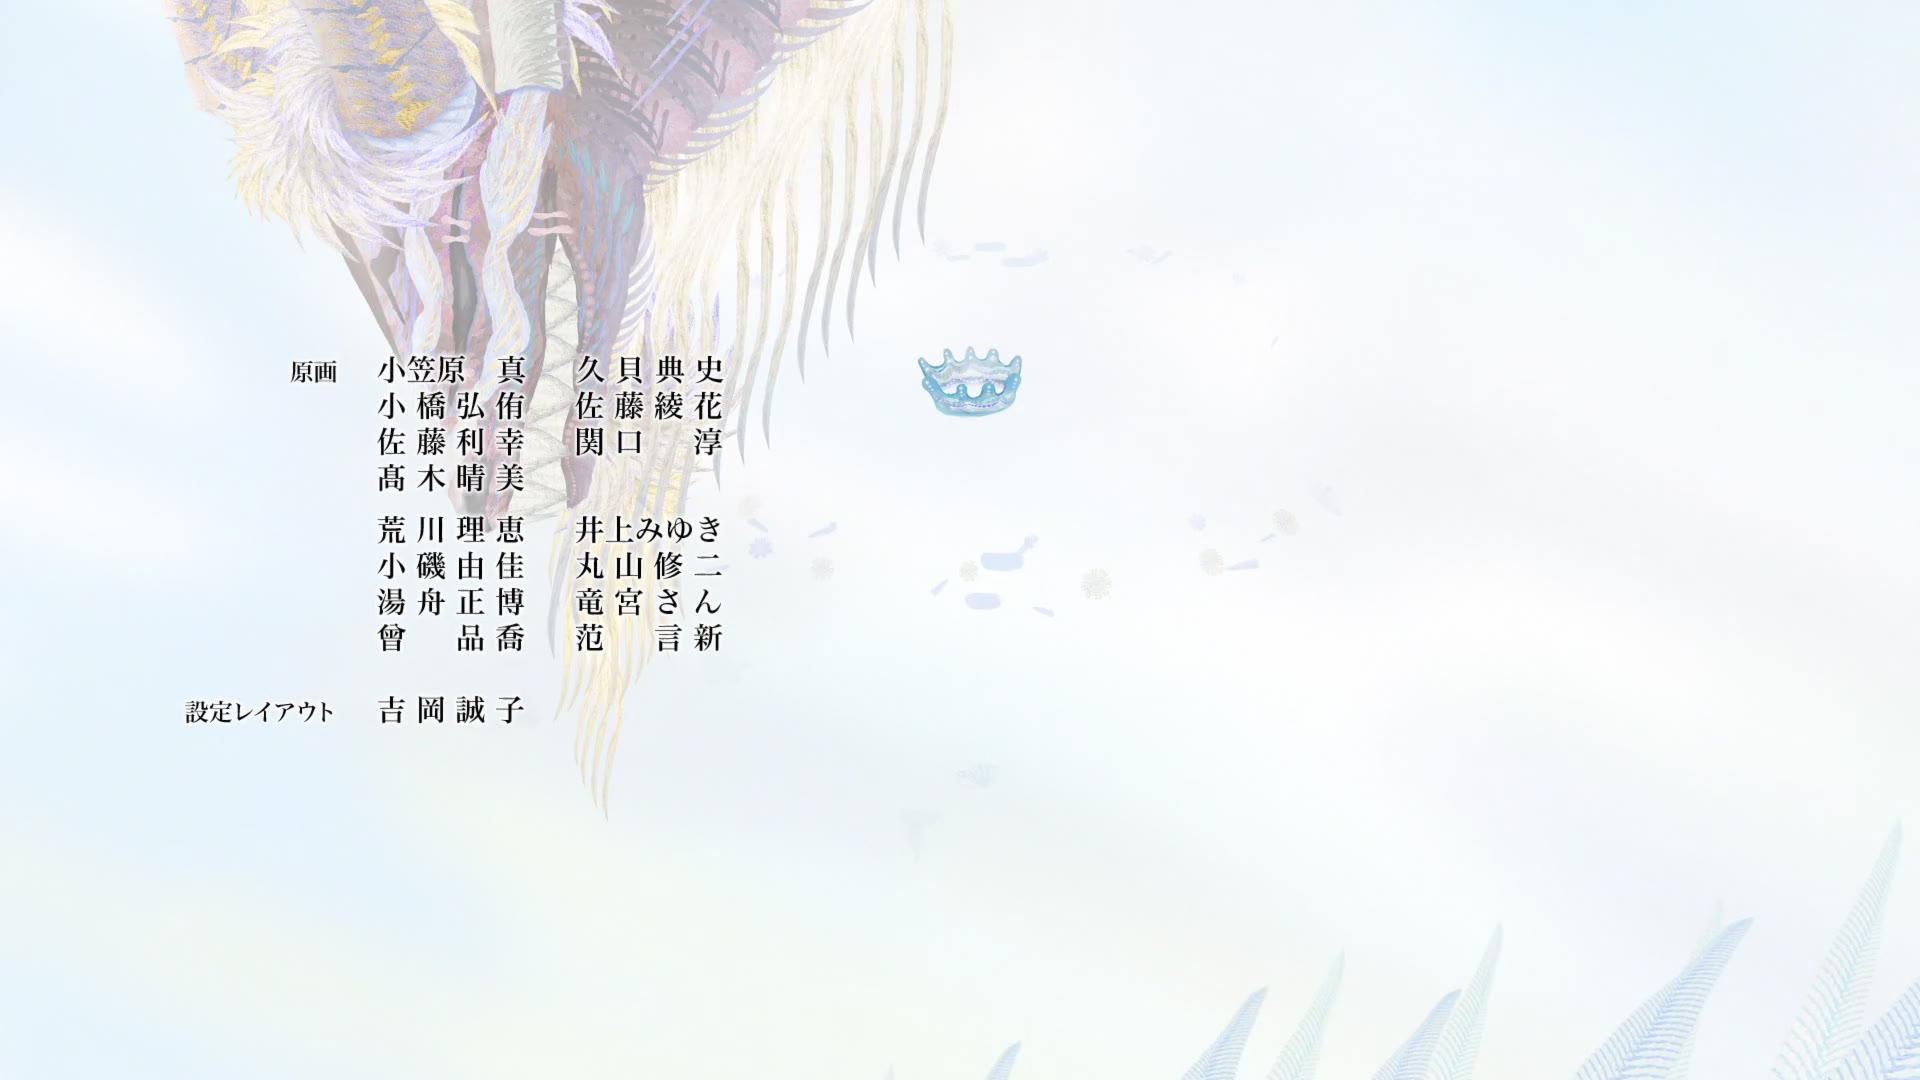 原画 小笠原 真 久貝典史
小橋弘侑 佐藤綾花
佐藤利幸 関口 淳
髙木晴美
荒川理恵 井上みゆき
小磯由佳 丸山修二
湯舟正博 竜宮さん
曾 品喬 范 言新
設定レイアウト 吉岡誠子